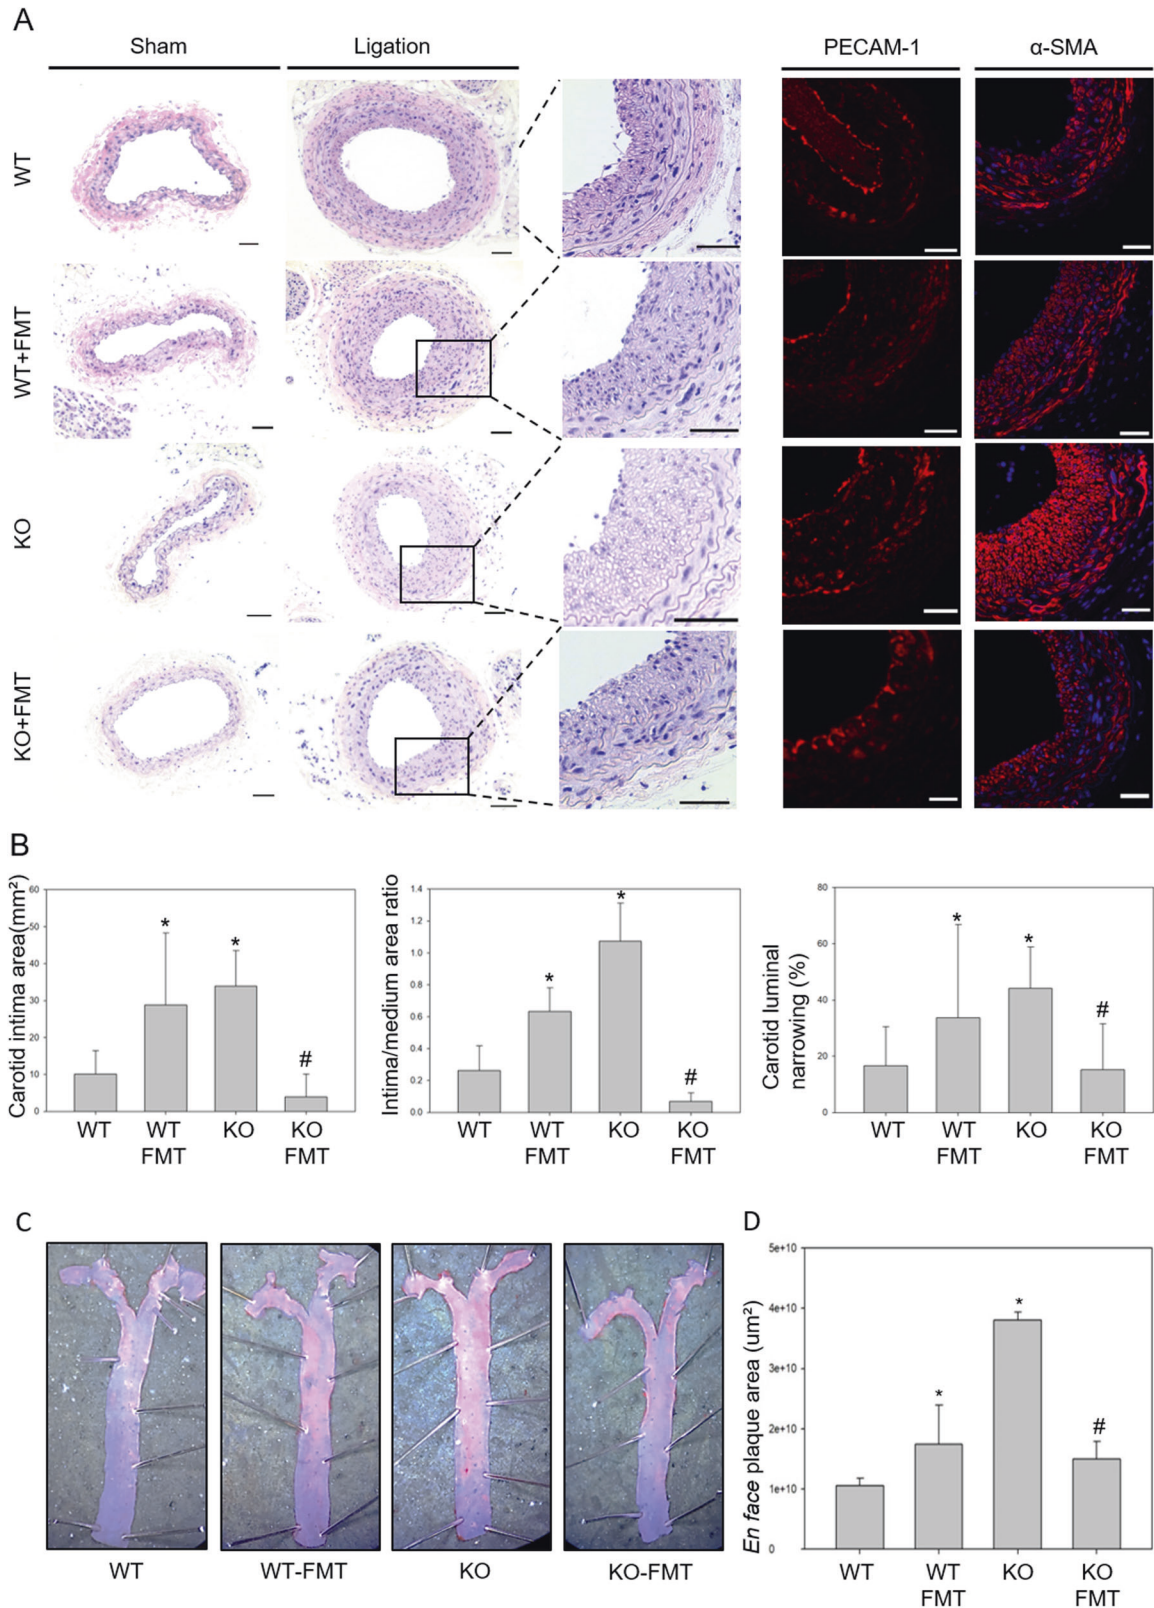 A
Sham
Ligation
PECAM-1
α-SMA
WT
WT+FMT
KO
KO+FMT
B
Carotid intima area(mm²)
60
50
40
30
20
10
0
WT
WT
FMT
KO
KO
FMT
*
*
#
Intima/medium area ratio
1.4
1.2
1.0
0.8
0.6
0.4
0.2
0.0
WT
WT
FMT
KO
KO
FMT
*
*
#
Carotid luminal
narrowing (%)
80
60
40
20
0
WT
WT
FMT
KO
KO
FMT
*
*
#
C
WT
WT-FMT
KO
KO-FMT
D
En face plaque area (um²)
5e+10
4e+10
3e+10
2e+10
1e+10
0
WT
WT
FMT
KO
KO
FMT
*
*
#